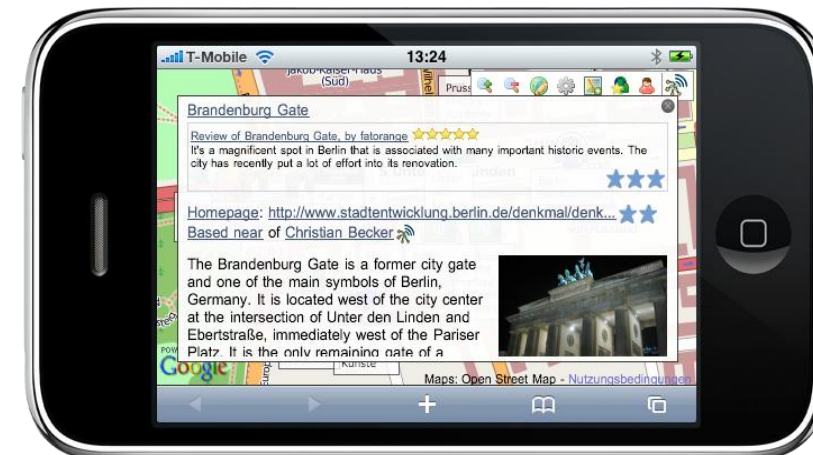 T-Mobile 13:24
Jakob-Kaiser-Haus
(Süd)
Pruss
Brandenburg Gate
Review of Brandenburg Gate, by fatorange
It's a magnificent spot in Berlin that is associated with many important historic events. The
city has recently put a lot of effort into its renovation.
Homepage: http://www.stadtentwicklung.berlin.de/denkmal/denk...
Based near of Christian Becker
The Brandenburg Gate is a former city gate
and one of the main symbols of Berlin,
Germany. It is located west of the city center
at the intersection of Unter den Linden and
Ebertstraße, immediately west of the Pariser
Platz. It is the only remaining gate of a
POW
Google
Künste
Maps: Open Street Map - Nutzungsbedingungen